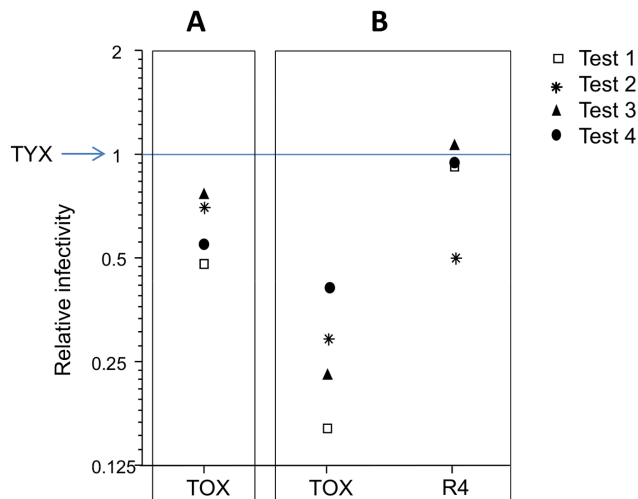 A B
2
Test 1
Test 2
Test 3
Test 4
TYX
1
0.5
0.25
0.125
Relative infectivity
TOX TOX R4